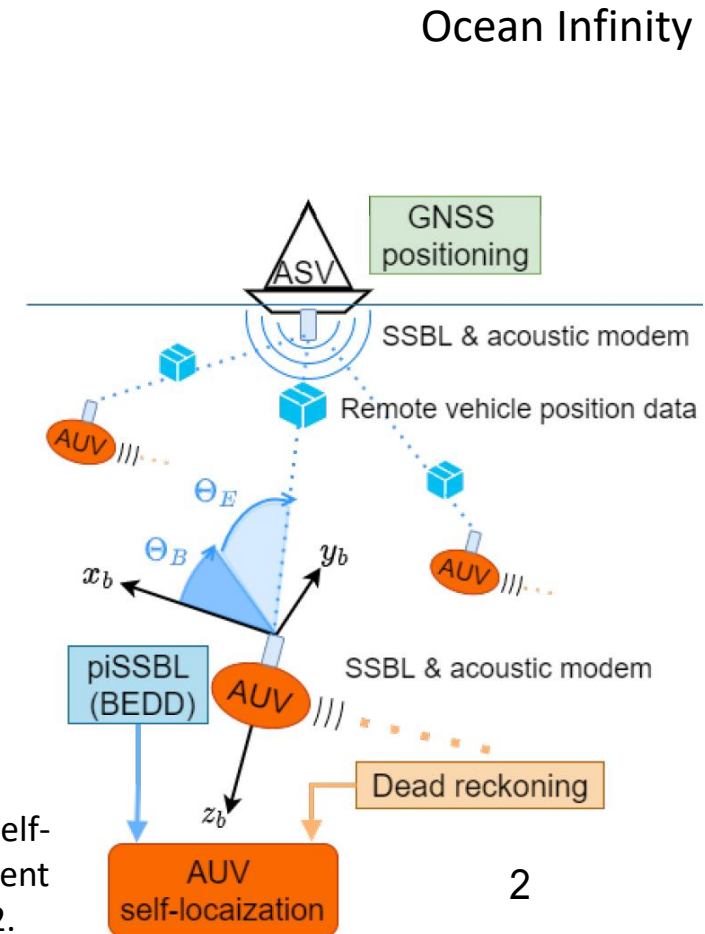 Ocean Infinity
GNSS
positioning
ASV
SSBL & acoustic modem
Remote vehicle position data
AUV
Θ_E
Θ_B
y_b
x_b
AUV
piSSBL
(BEDD)
SSBL & acoustic modem
AUV
Dead reckoning
z_b
elf-
ent
2.
AUV
self-locaization
2